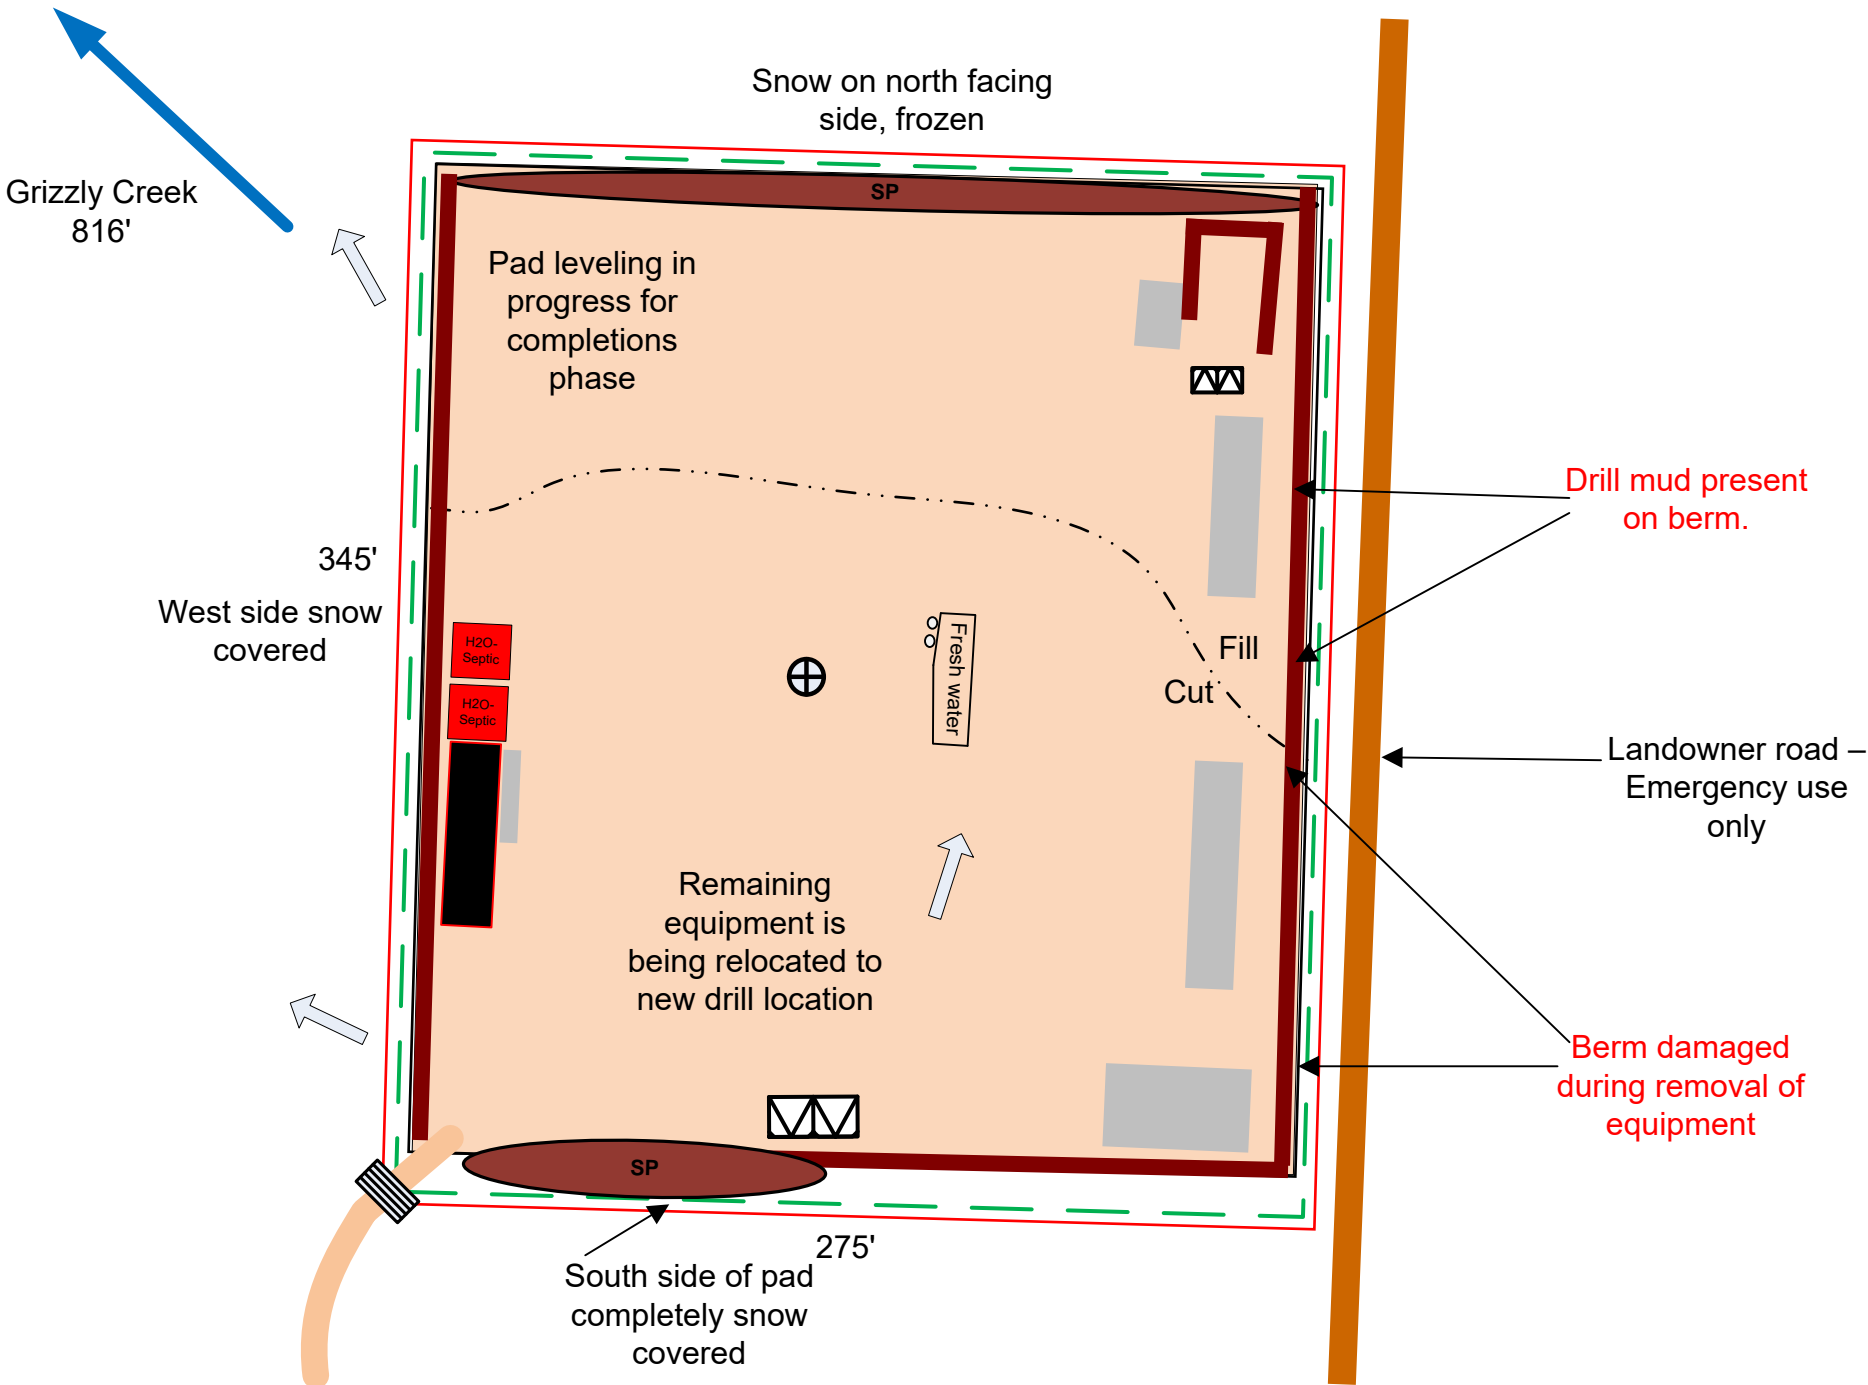 Snow on north facing
side, frozen
Grizzly Creek
816'
SP
Pad leveling in
progress for
completions
phase
Drill mud present
on berm.
345'
West side snow
covered
H2O-
Septic
H2O-
Septic
Fresh water
Fill
Cut
Landowner road –
Emergency use
only
Remaining
equipment is
being relocated to
new drill location
Berm damaged
during removal of
equipment
SP
275'
South side of pad
completely snow
covered